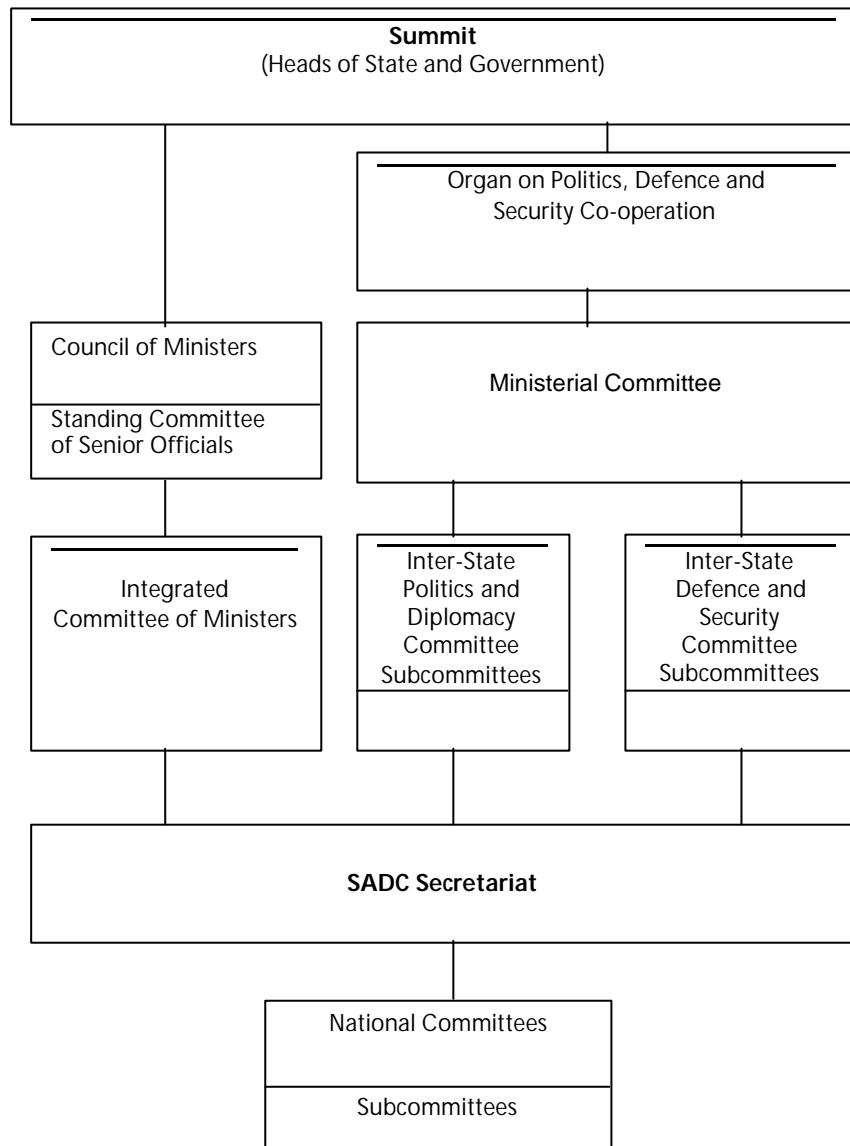 Summit
(Heads of State and Government)
Organ on Politics, Defence and
Security Co-operation
Council of Ministers
Standing Committee
of Senior Officials
Ministerial Committee
Integrated
Committee of Ministers
Inter-State
Politics and
Diplomacy
Committee
Subcommittees
Inter-State
Defence and
Security
Committee
Subcommittees
SADC Secretariat
National Committees
Subcommittees